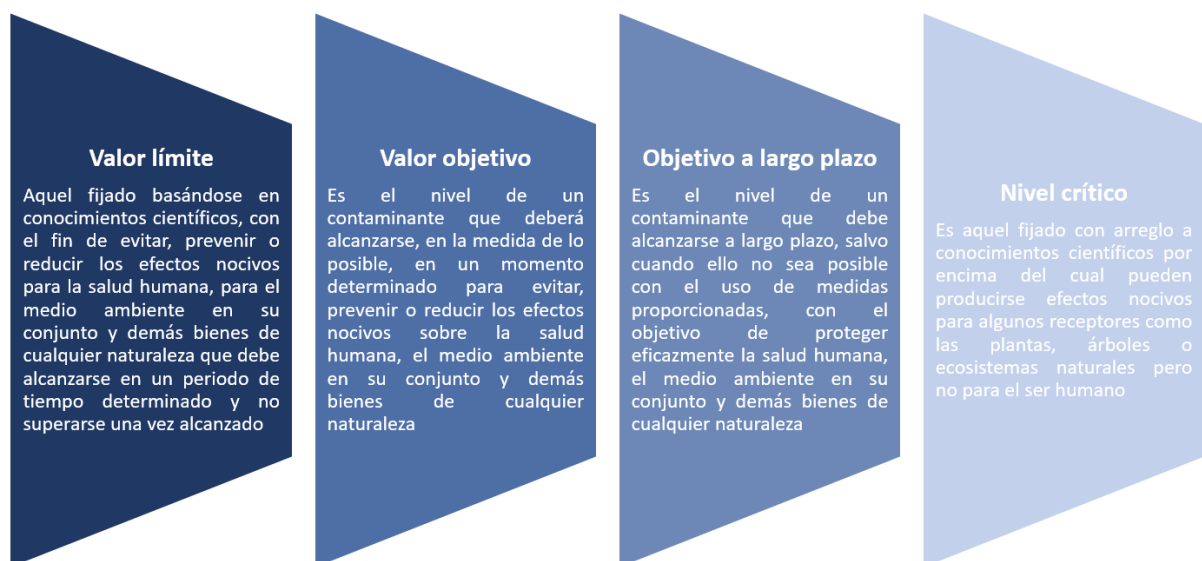 Valor límite
Aquel fijado basándose en
conocimientos científicos, con
el fin de evitar, prevenir o
reducir los efectos nocivos
para la salud humana, para el
medio ambiente en su
conjunto y demás bienes de
cualquier naturaleza que debe
alcanzarse en un periodo de
tiempo determinado y no
superarse una vez alcanzado
Valor objetivo
Es el nivel de un
contaminante que deberá
alcanzarse, en la medida de lo
posible, en un momento
determinado para evitar,
prevenir o reducir los efectos
nocivos sobre la salud
humana, el medio ambiente
en su conjunto y demás
bienes de cualquier
naturaleza
Objetivo a largo plazo
Es el nivel de un
contaminante que debe
alcanzarse a largo plazo, salvo
cuando ello no sea posible
con el uso de medidas
proporcionadas, con el
objetivo de proteger
eficazmente la salud humana,
el medio ambiente en su
conjunto y demás bienes de
cualquier naturaleza
Nivel crítico
Es aquel fijado con arreglo a
conocimientos científicos por
encima del cual pueden
producirse efectos nocivos
para algunos receptores como
las plantas, árboles o
ecosistemas naturales pero
no para el ser humano